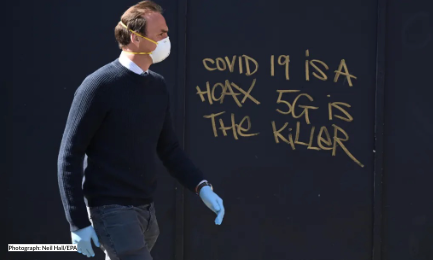 COVID 19 iS A
HOAX 5G iS
THE KiLLER
Photograph: Neil Hall/EPA